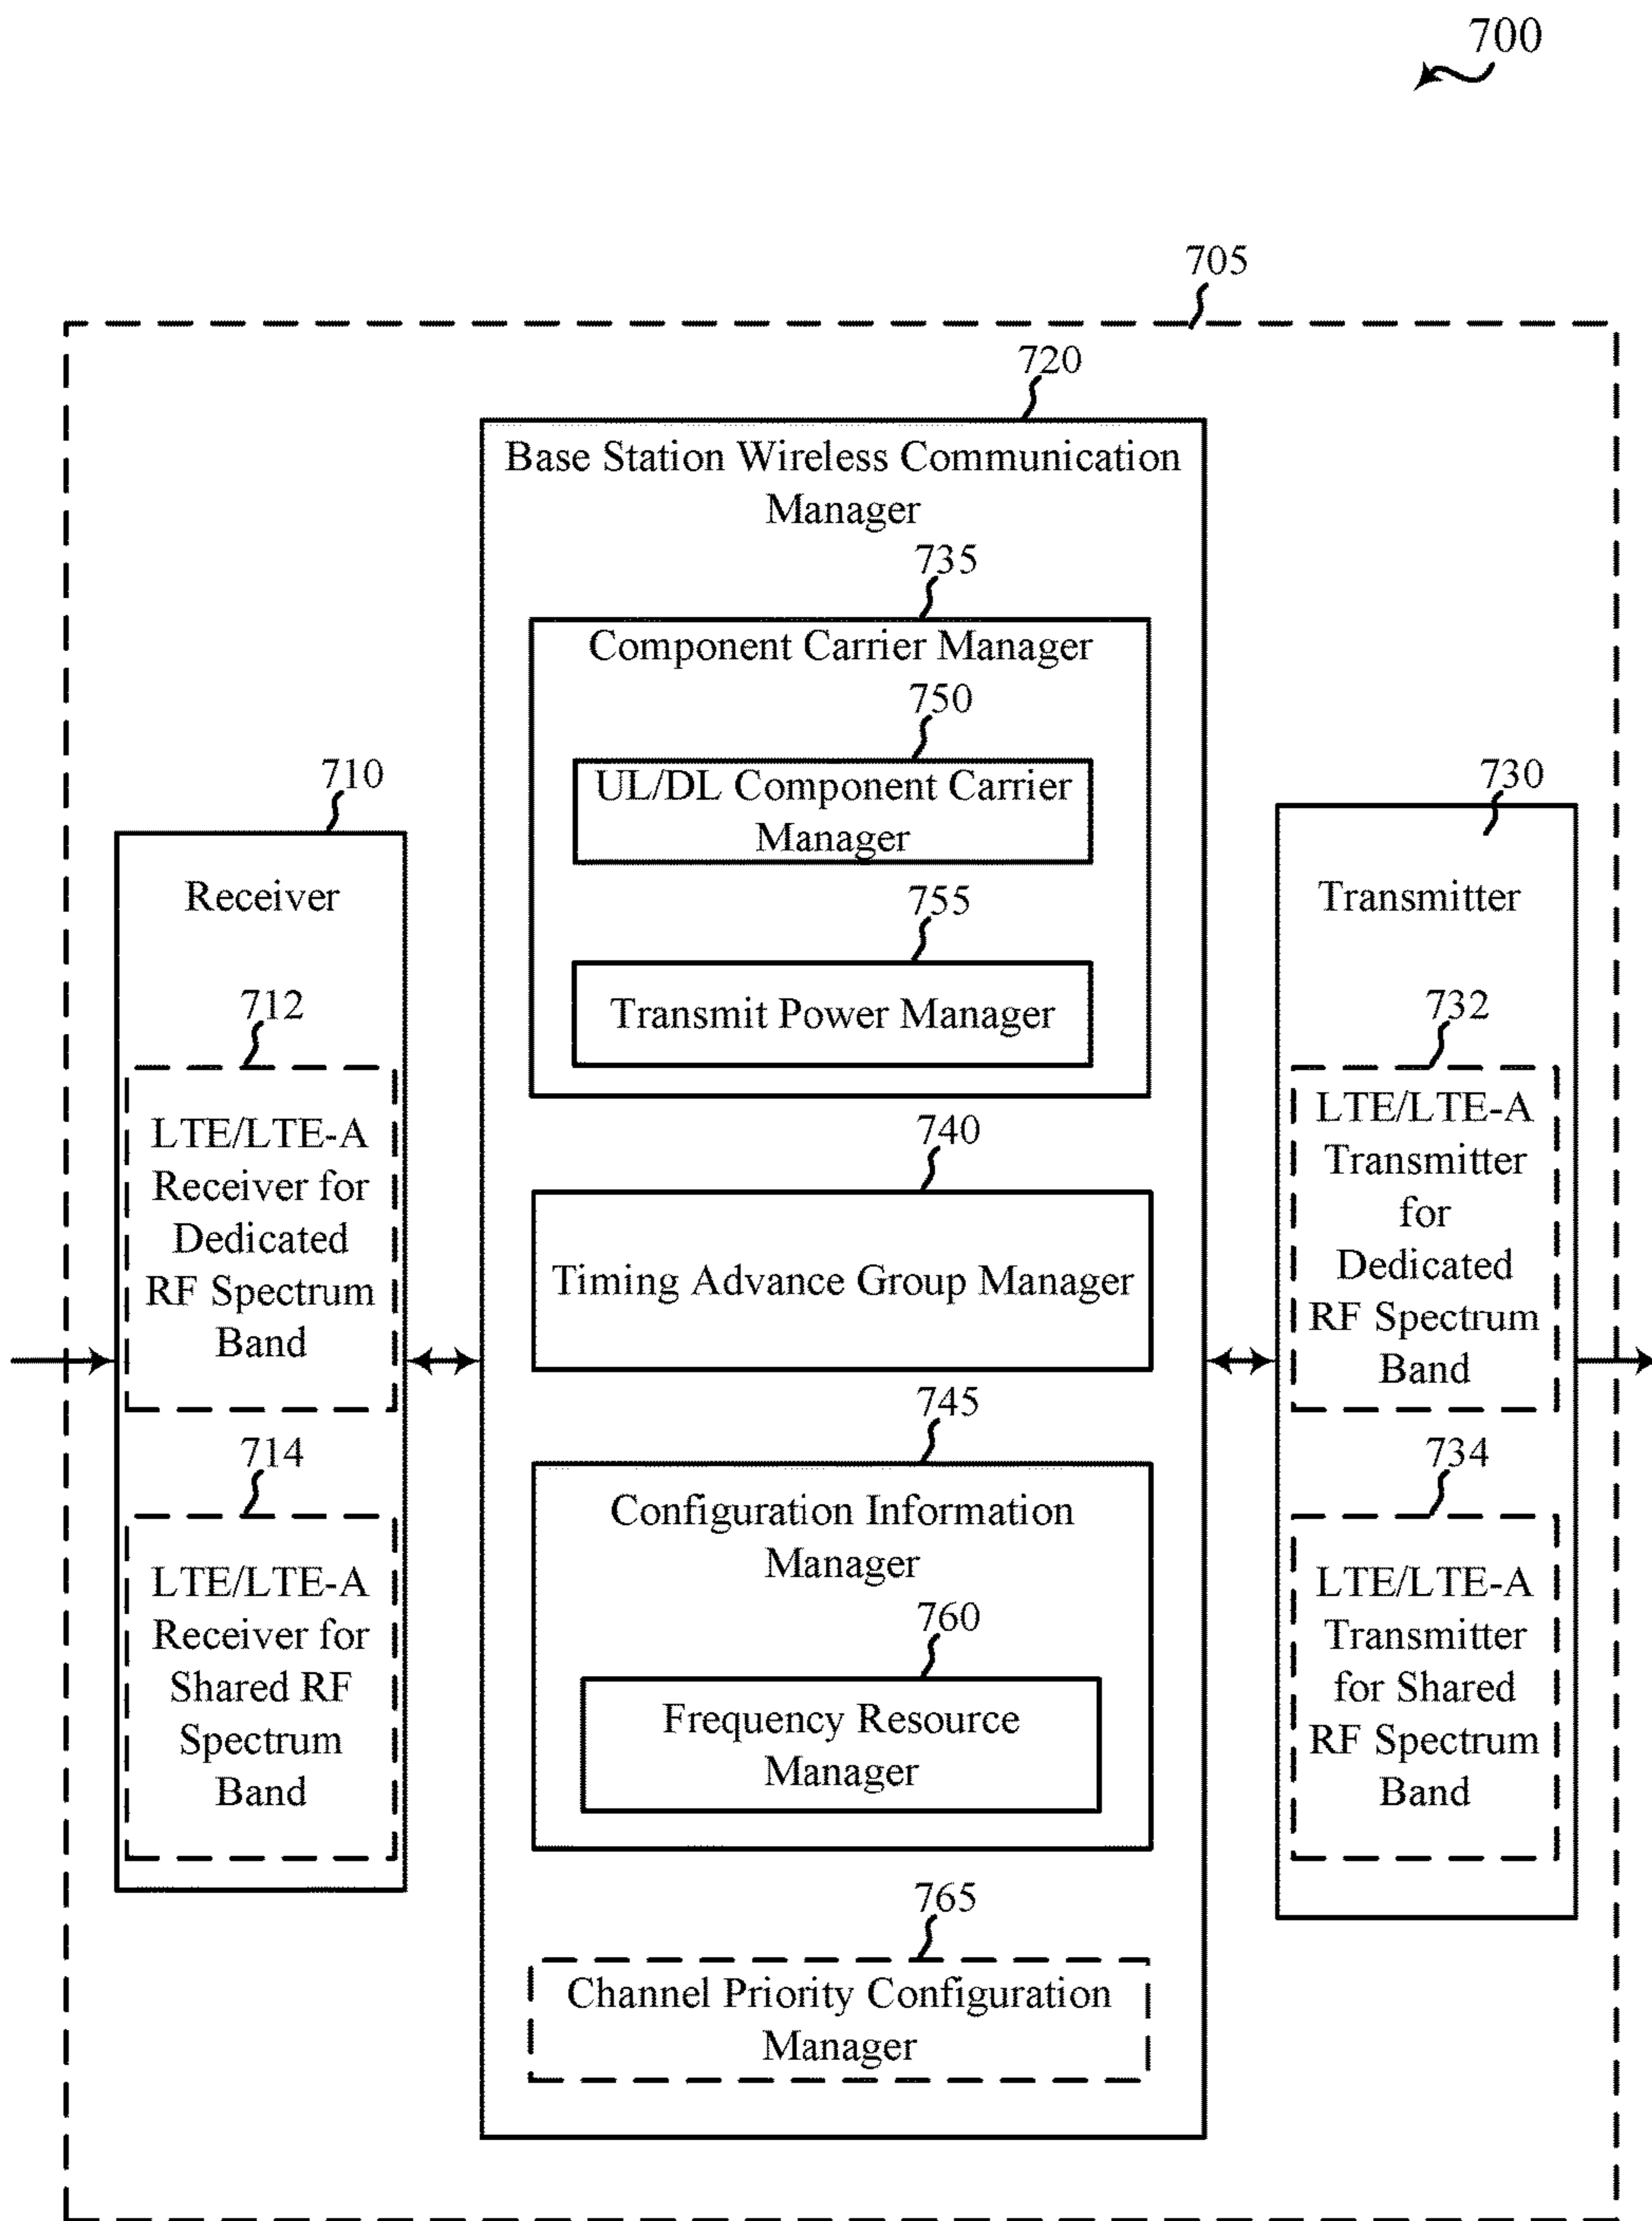 700
705
720
Base Station Wireless Communication
Manager
735
Component Carrier Manager
750
UL/DL Component Carrier
Manager
755
Transmit Power Manager
740
Timing Advance Group Manager
745
Configuration Information
Manager
760
Frequency Resource
Manager
765
Channel Priority Configuration
Manager
710
Receiver
712
LTE/LTE-A
Receiver for
Dedicated
RF Spectrum
Band
714
LTE/LTE-A
Receiver for
Shared RF
Spectrum
Band
730
Transmitter
732
LTE/LTE-A
Transmitter
for
Dedicated
RF Spectrum
Band
734
LTE/LTE-A
Transmitter
for Shared
RF Spectrum
Band